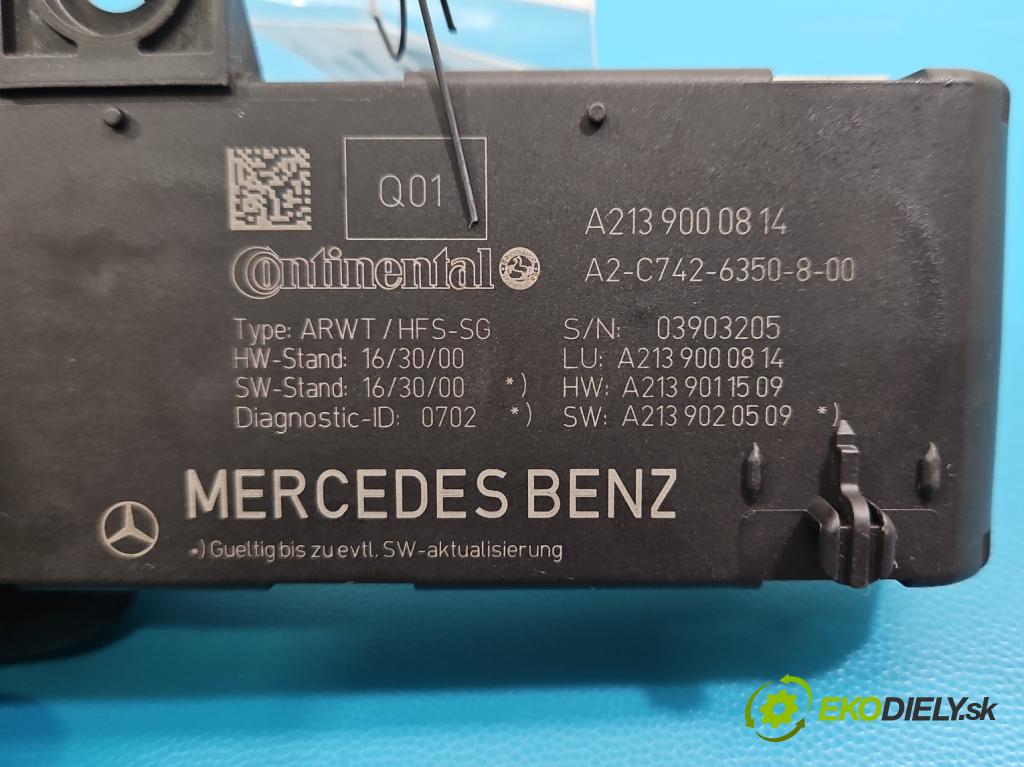 Q01
A213 900 08 14
Continental
A2-C742-6350-8-00
Type: ARWT/HFS-SG S/N: 03903205
HW-Stand: 16/30/00 LU: A213 900 08 14
SW-Stand: 16/30/00 *) HW: A213 901 15 09
Diagnostic-ID: 0702 *) SW: A213 902 05 09 *)
MERCEDES BENZ
*) Gueltig bis zu evtl. SW-aktualisierung
EKODIELY.sk